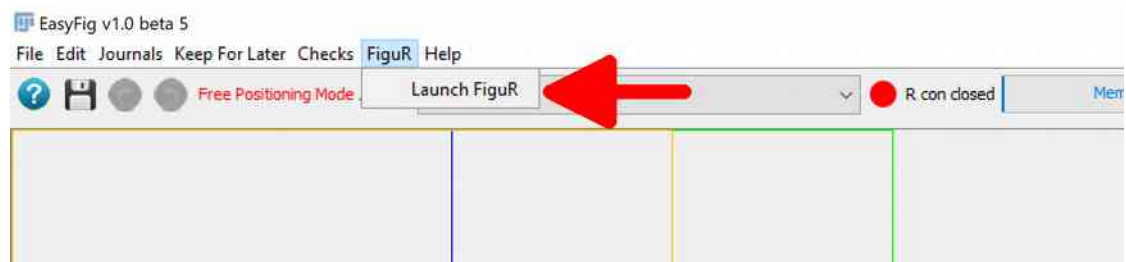 EasyFig v1.0 beta 5
File Edit Journals Keep For Later Checks FiguR Help
Launch FiguR
Free Positioning Mode
R con closed
Mem